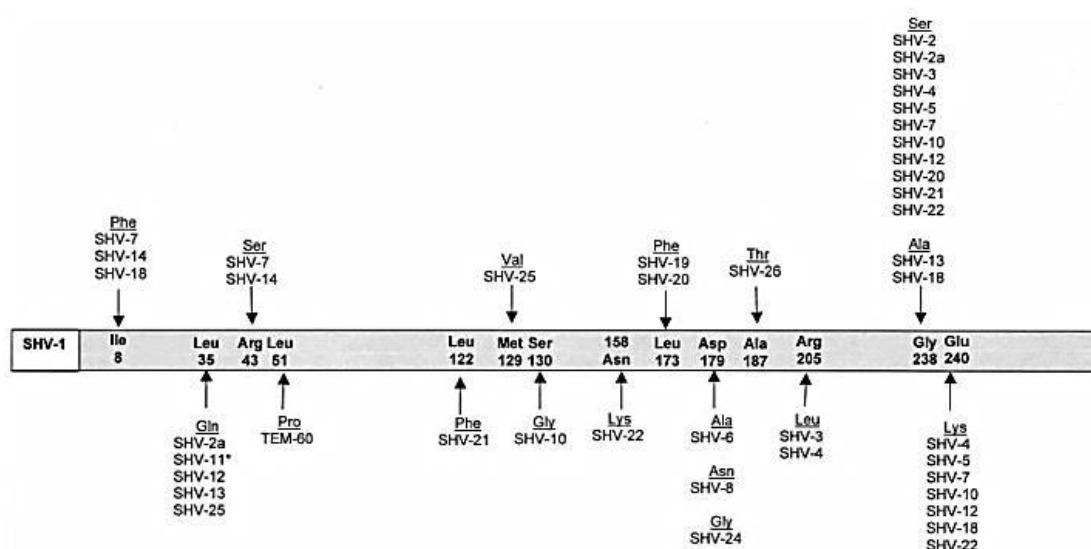 Ser
SHV-2
SHV-2a
SHV-3
SHV-4
SHV-5
SHV-7
SHV-10
SHV-12
SHV-20
SHV-21
SHV-22
Phe
SHV-7
SHV-14
SHV-18
Ser
SHV-7
SHV-14
Val
SHV-25
Phe
SHV-19
SHV-20
Thr
SHV-26
Ala
SHV-13
SHV-18
SHV-1
Ile
8
Leu
35
Arg
43
Leu
51
Leu
122
Met
129
Ser
130
158
Asn
Leu
173
Asp
179
Ala
187
Arg
205
Gly
238
Glu
240
Gln
SHV-2a
SHV-11*
SHV-12
SHV-13
SHV-25
Pro
TEM-60
Phe
SHV-21
Gly
SHV-10
Lys
SHV-22
Ala
SHV-6
Asn
SHV-8
Gly
SHV-24
Leu
SHV-3
SHV-4
Lys
SHV-4
SHV-5
SHV-7
SHV-10
SHV-12
SHV-18
SHV-22